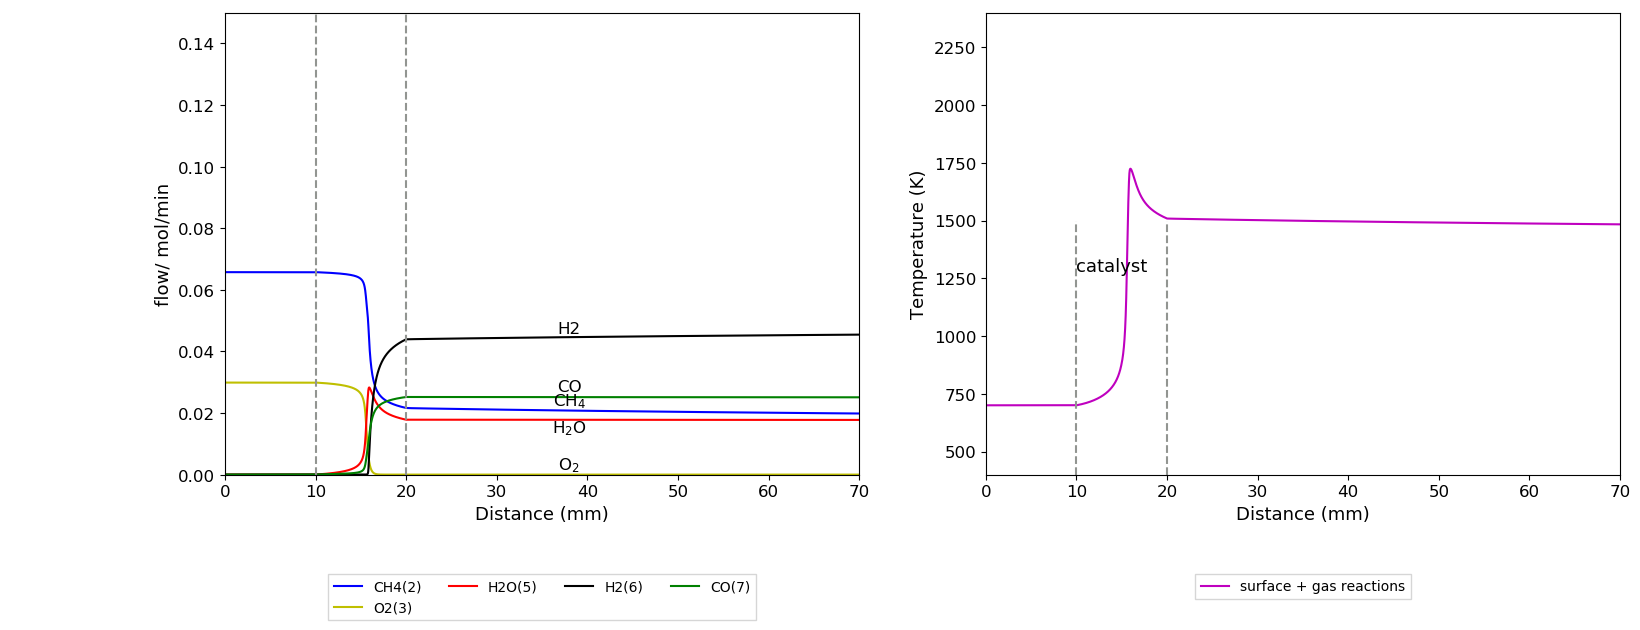 0.14
0.12
0.10
0.08
0.06
0.04
0.02
0.00
flow/ mol/min
H2
CO
CH₄
H₂O
O₂
0 10 20 30 40 50 60 70
Distance (mm)
CH4(2) H2O(5) H2(6) CO(7)
O2(3)
2250
2000
1750
1500
1250
1000
750
500
Temperature (K)
catalyst
0 10 20 30 40 50 60 70
Distance (mm)
surface + gas reactions